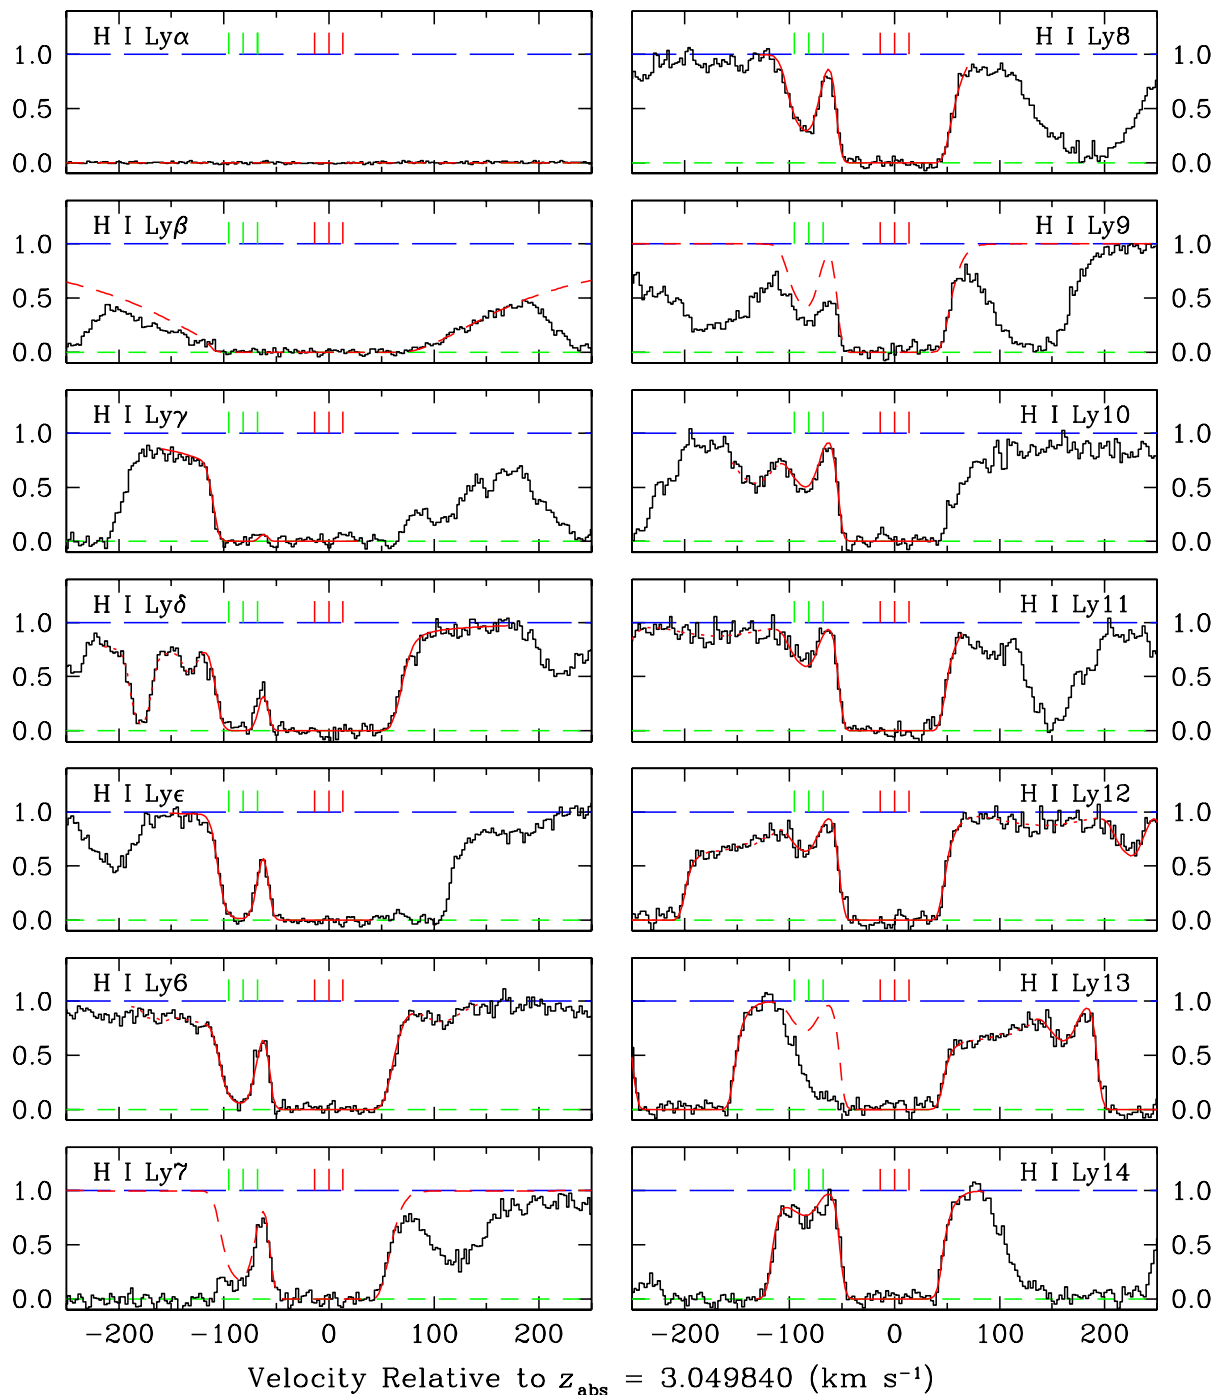 H I Lyα
1.0
0.5
0.0
H I Lyβ
1.0
0.5
0.0
H I Lyγ
1.0
0.5
0.0
H I Lyδ
1.0
0.5
0.0
H I Lyϵ
1.0
0.5
0.0
H I Ly6
1.0
0.5
0.0
H I Ly7
1.0
0.5
0.0
−200 −100 0 100 200
H I Ly8
1.0
0.5
0.0
H I Ly9
1.0
0.5
0.0
H I Ly10
1.0
0.5
0.0
H I Ly11
1.0
0.5
0.0
H I Ly12
1.0
0.5
0.0
H I Ly13
1.0
0.5
0.0
H I Ly14
1.0
0.5
0.0
−200 −100 0 100 200
Velocity Relative to z_abs = 3.049840 (km s⁻¹)